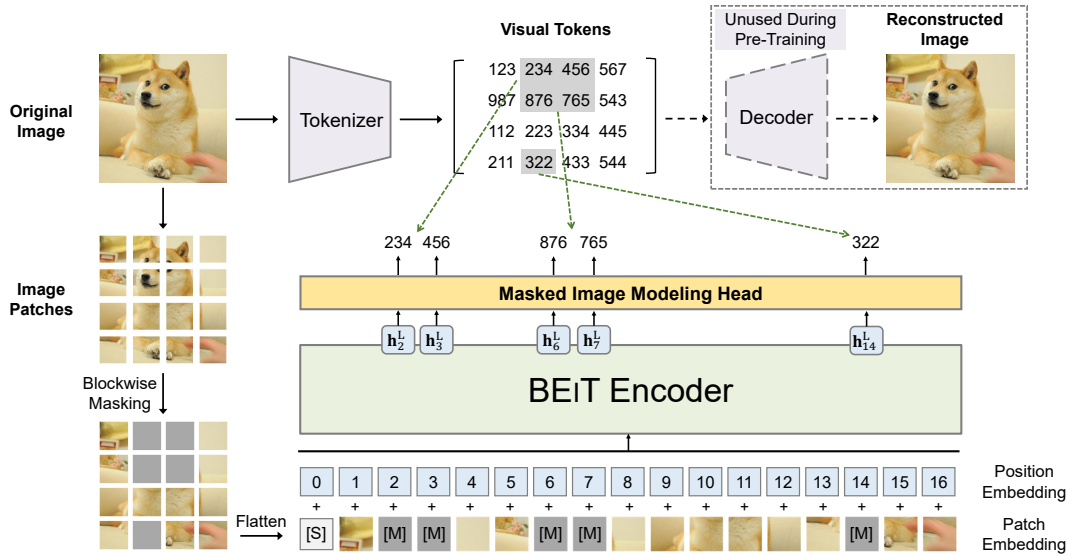 Original
Image
Tokenizer
Visual Tokens
123 234 456 567
987 876 765 543
112 223 334 445
211 322 433 544
Unused During
Pre-Training
Decoder
Reconstructed
Image
Image
Patches
234 456 876 765 322
Masked Image Modeling Head
h₂ᴸ h₃ᴸ h₆ᴸ h₇ᴸ h₁₄ᴸ
BEIT Encoder
Blockwise
Masking
0 1 2 3 4 5 6 7 8 9 10 11 12 13 14 15 16
Position
Embedding
+ + + + + + + + + + + + + + + + +
Flatten
[S] [M] [M] [M] [M] [M]
Patch
Embedding